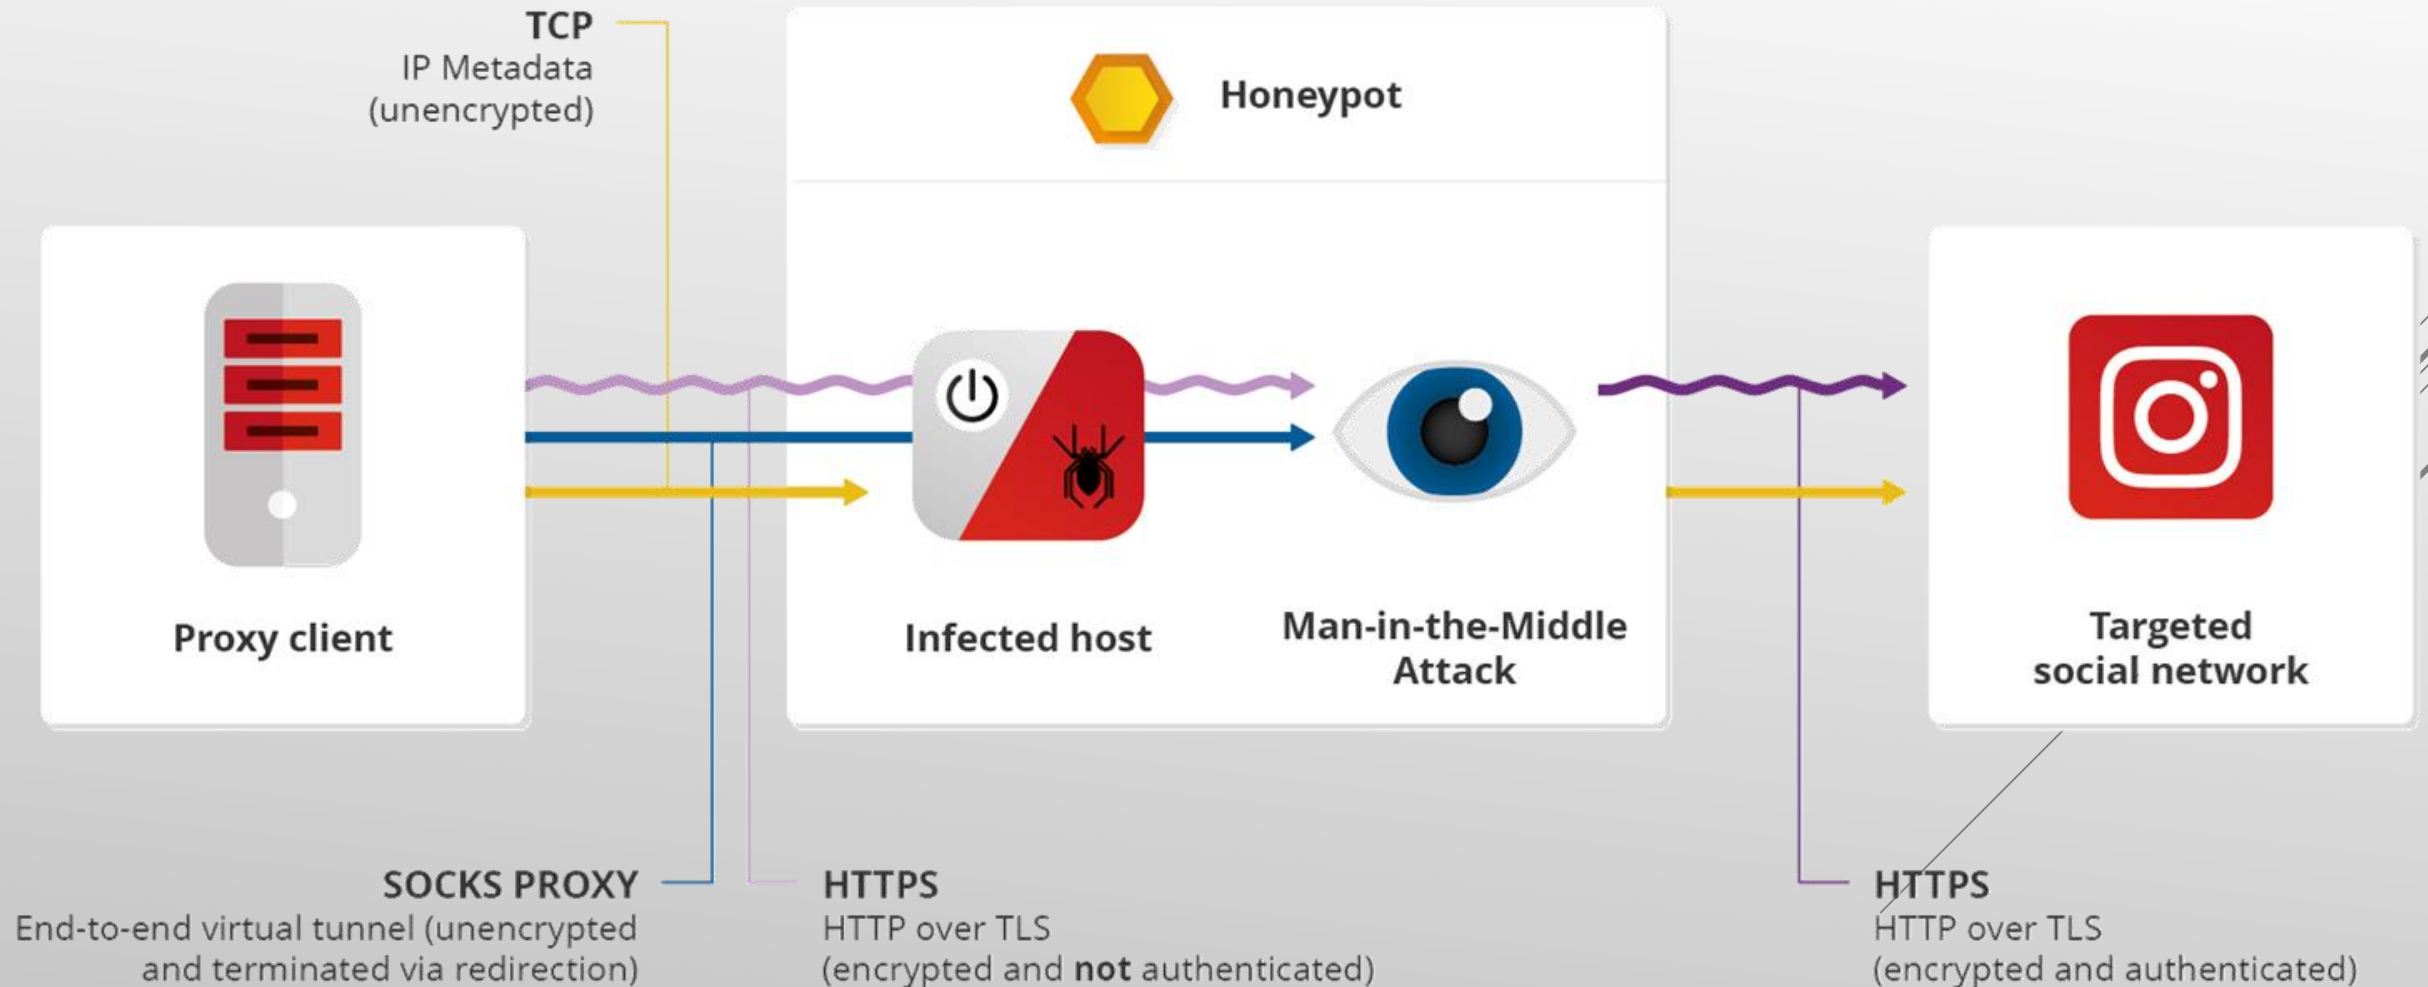 TCP
IP Metadata
(unencrypted)
Honeypot
Proxy client
Infected host
Man-in-the-Middle
Attack
Targeted
social network
SOCKS PROXY
End-to-end virtual tunnel (unencrypted
and terminated via redirection)
HTTPS
HTTP over TLS
(encrypted and not authenticated)
HTTPS
HTTP over TLS
(encrypted and authenticated)